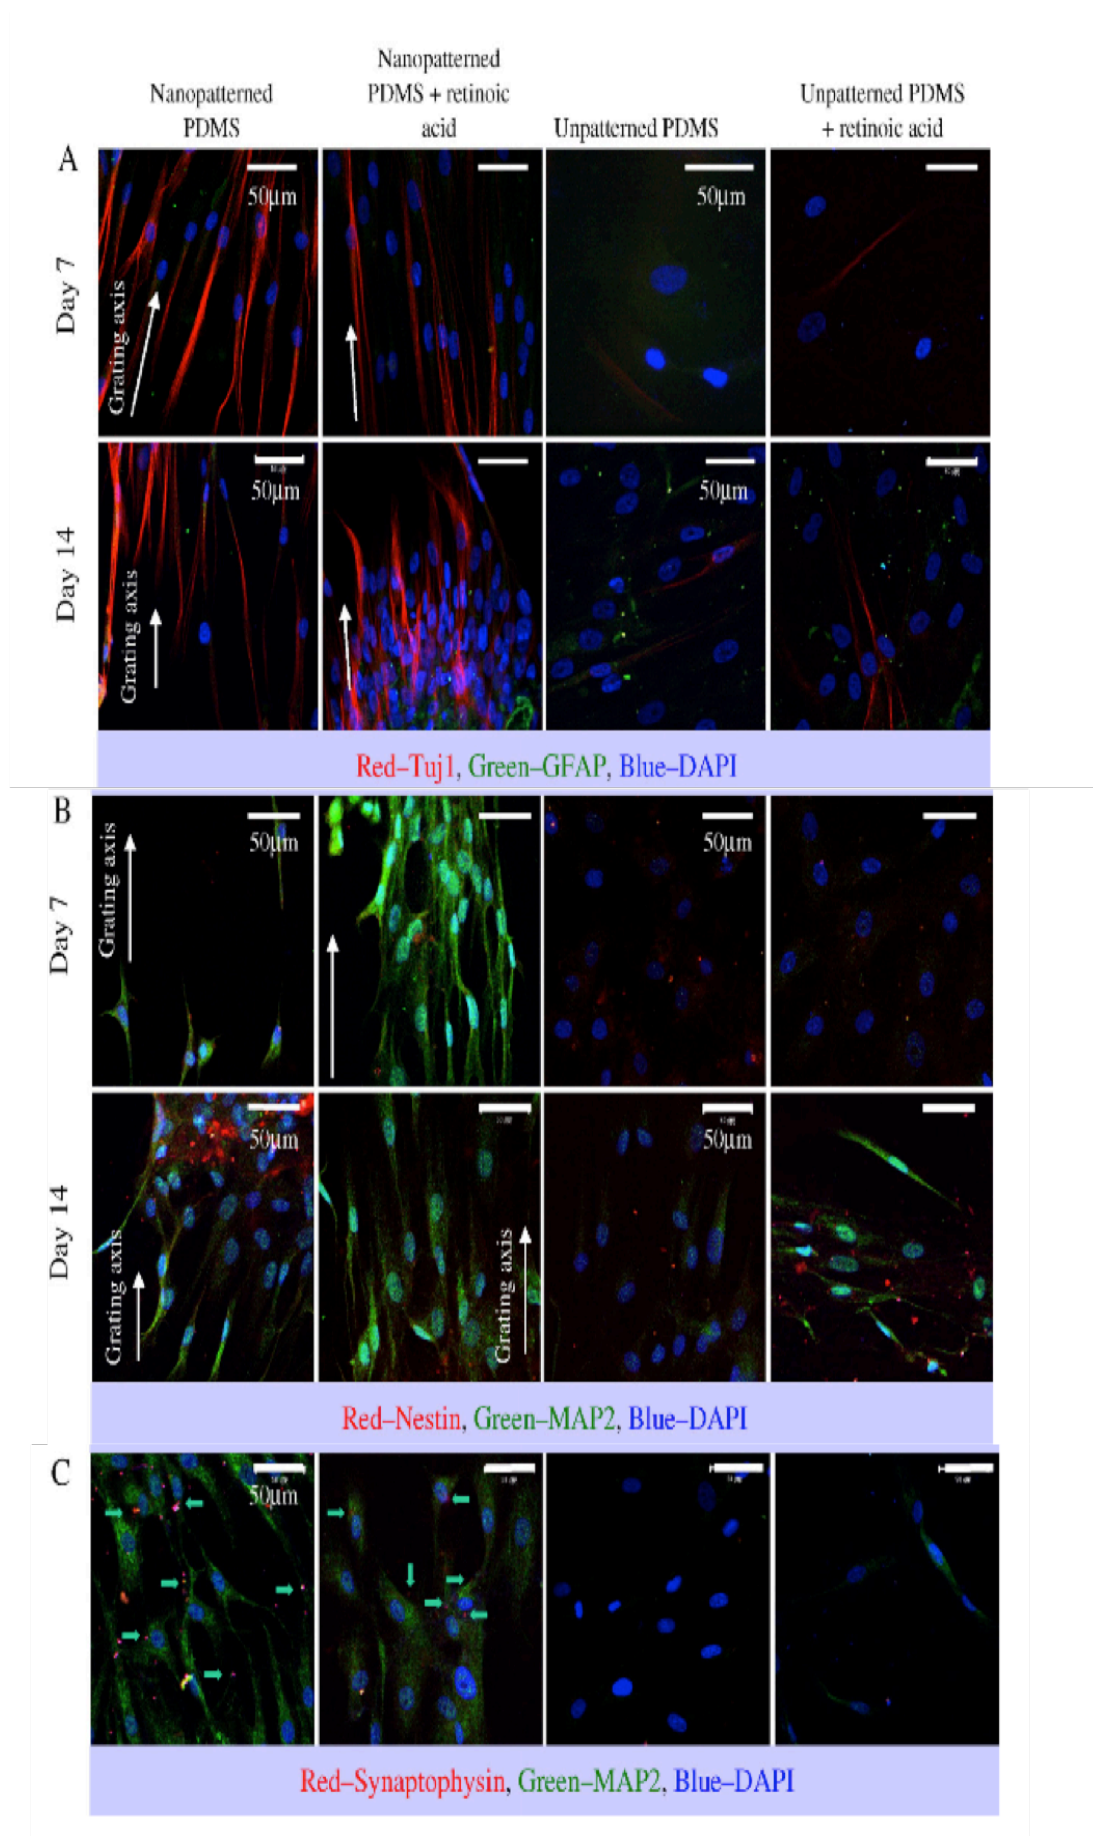 Nanopatterned
PDMS
Nanopatterned
PDMS + retinoic
acid
Unpatterned PDMS
Unpatterned PDMS
+ retinoic acid
A
Day 7
Grating axis
50μm
50μm
Day 14
Grating axis
50μm
50μm
Red–Tuj1, Green–GFAP, Blue–DAPI
B
Day 7
Grating axis
50μm
50μm
Day 14
Grating axis
50μm
Grating axis
50μm
Red–Nestin, Green–MAP2, Blue–DAPI
C
50μm
Red–Synaptophysin, Green–MAP2, Blue–DAPI